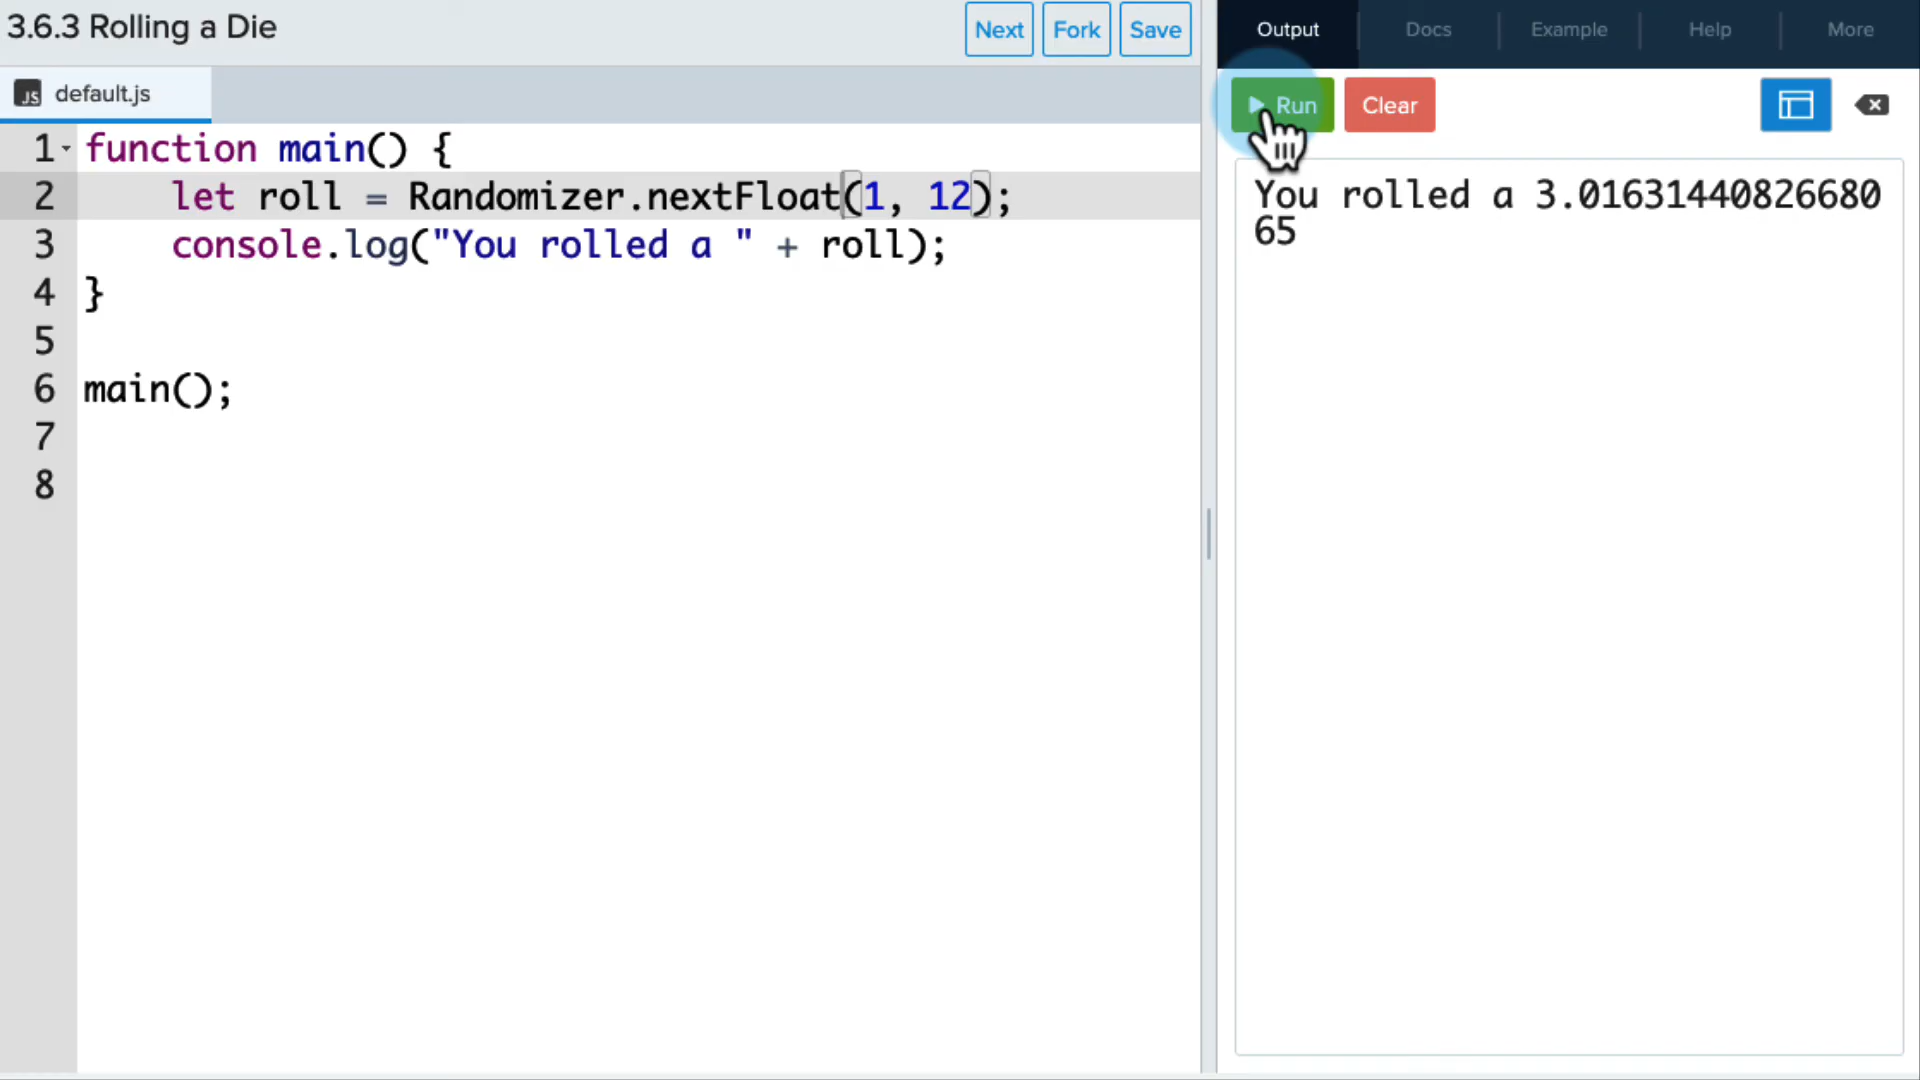 3.6.3 Rolling a Die
Next Fork Save
Output Docs Example Help More
JS default.js
Run Clear
1 function main() {
2 let roll = Randomizer.nextFloat(1, 12);
3 console.log("You rolled a " + roll);
4 }
5
6 main();
7
8
You rolled a 3.01631440826680
65